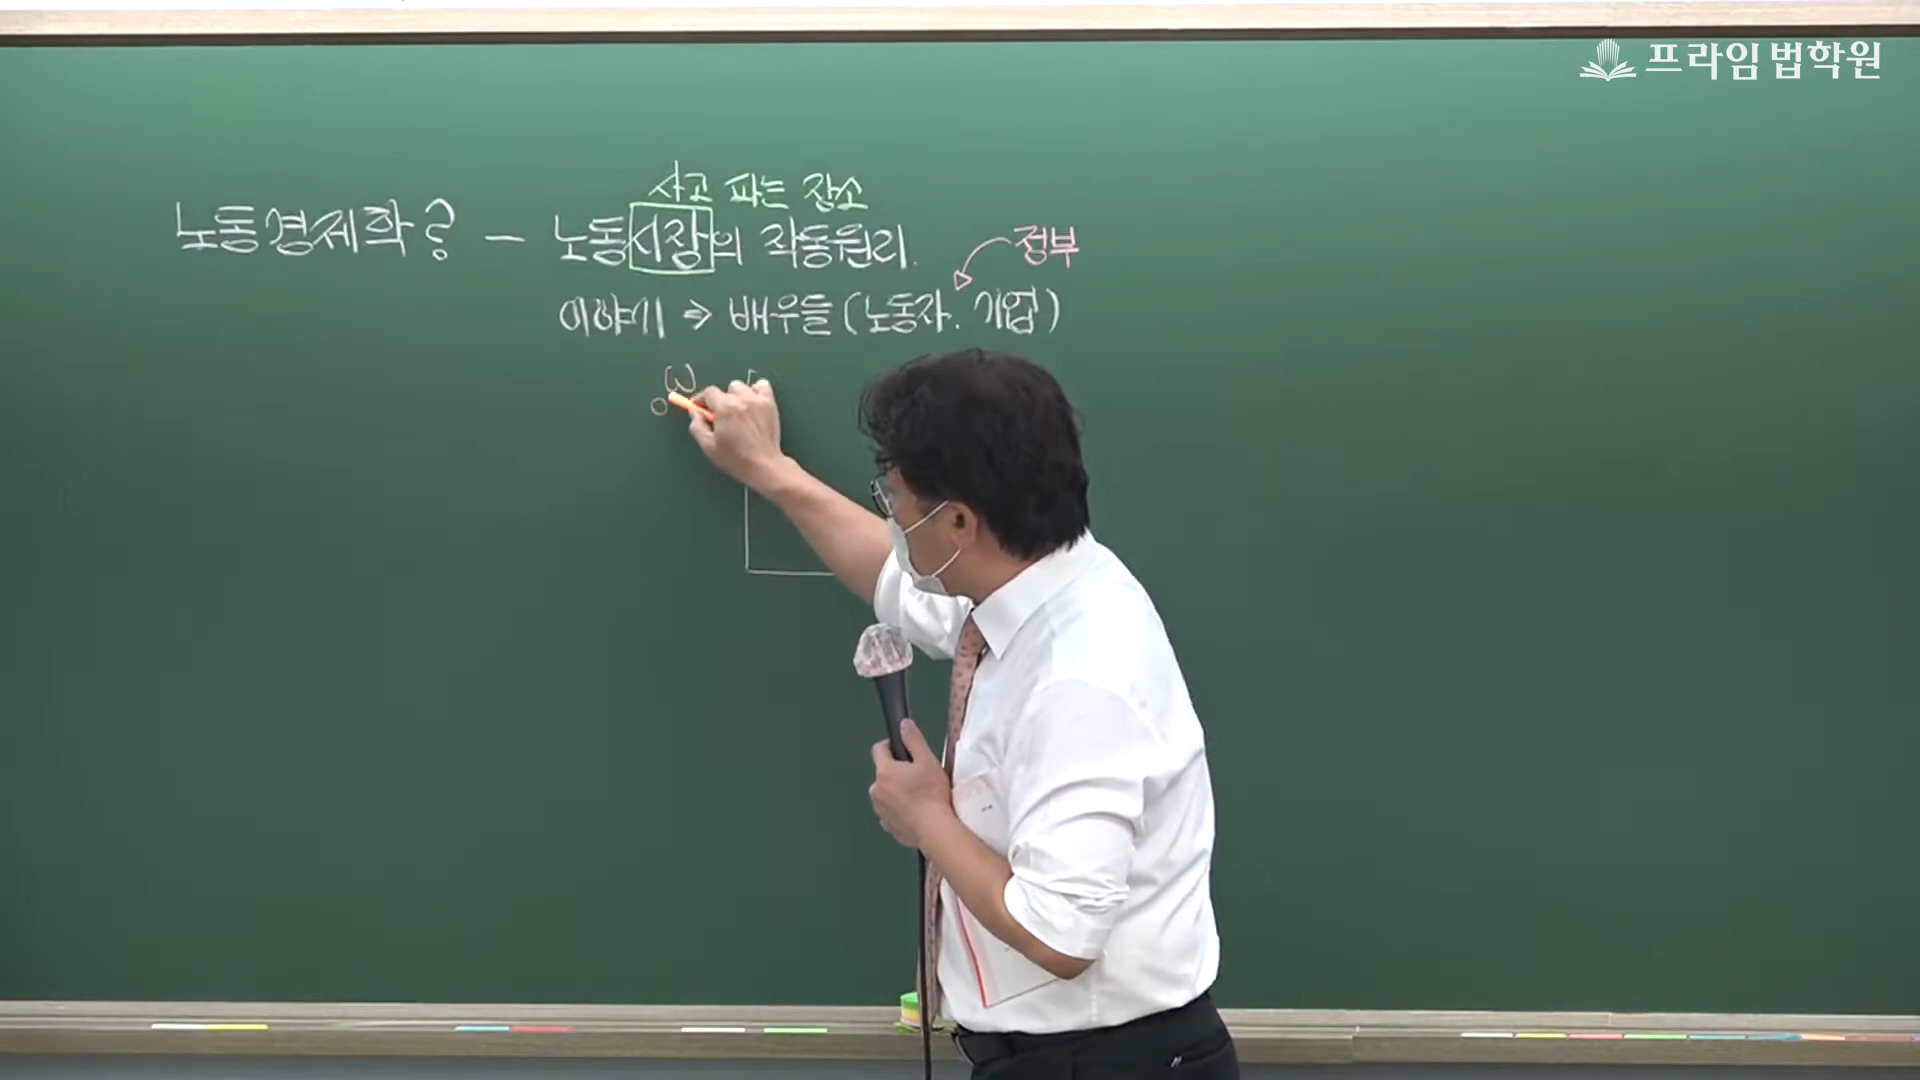 프라임법학원
사고 파는 장소
노동경제학? - 노동시장의 작동원리.
정부
이야기 ⇒ 배우들 (노동자. 기업)
w